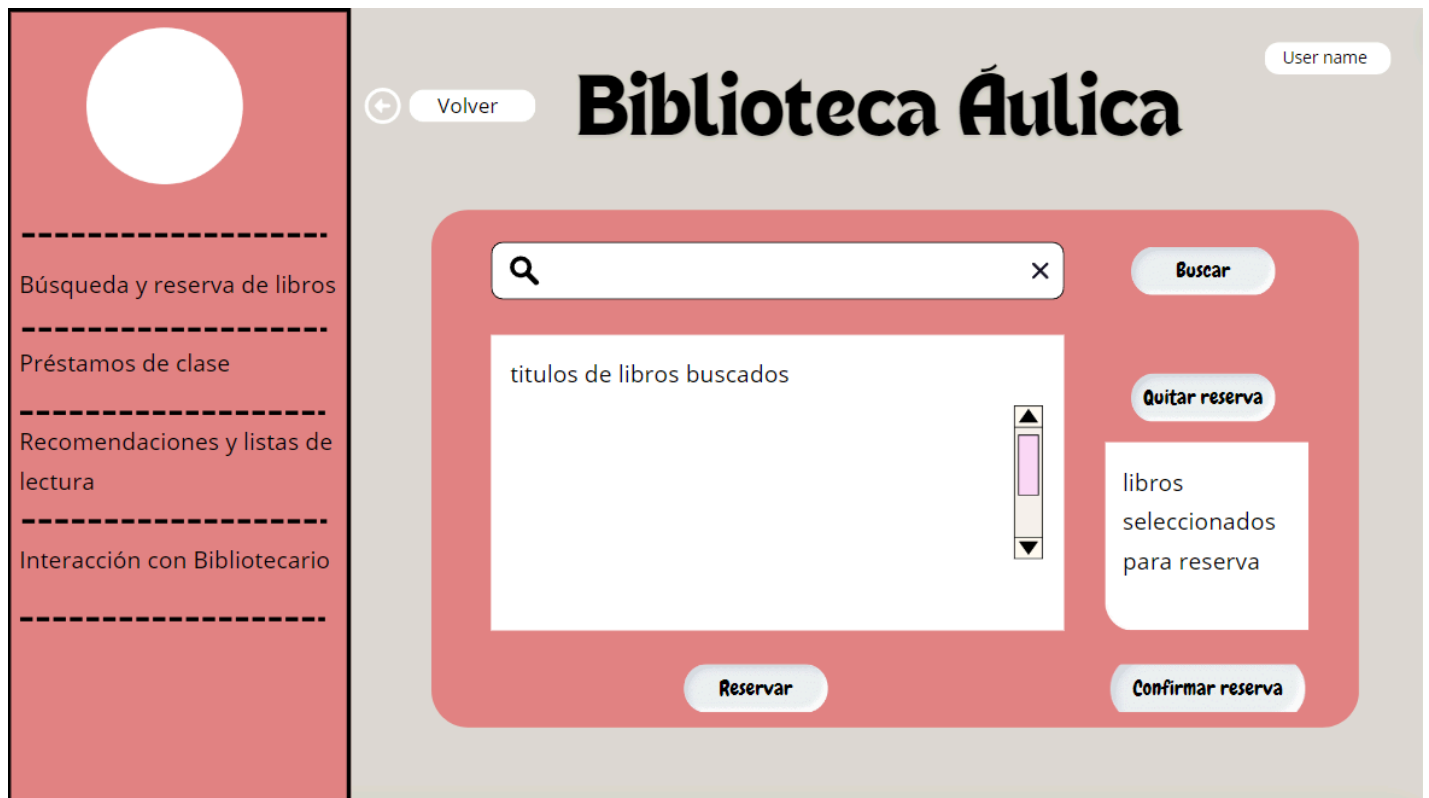 User name
Volver
Biblioteca Áulica
Búsqueda y reserva de libros
Préstamos de clase
Recomendaciones y listas de
lectura
Interacción con Bibliotecario
Buscar
titulos de libros buscados
Quitar reserva
libros
seleccionados
para reserva
Reservar
Confirmar reserva